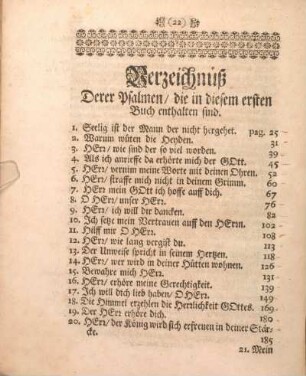 (22)
Verzeichniß
Derer Psalmen/ die in diesem ersten
Buch enthalten sind.
1. Seelig ist der Mann der nicht hergehet. pag. 25
2. Warum wüten die Heyden. 31
3. HErr/ wie sind der so viel worden. 37
4. Als ich anrieffe da erhörte mich der GOtt. 45
5. HErr/ vernim meine Worte mit deinen Ohren. 52
6. HErr/ straffe mich nicht in deinem Grimm. 60
7. HErr mein GOtt ich hoffe auf dich. 67
8. O HErr/ unser HErr. 76
9. HErr/ ich will dir dancken. 82
10. Ich setze mein Vertrauen auff den HErrn. 102
11. Hilff mir O HErr. 108
12. HErr/ wie lang vergist du. 113
13. Der Unweise spricht in seinem Hertzen. 118
14. HErr/ wer wird in deiner Hütten wohnen. 126
15. Bewahre mich HErr. 131
16. HErr/ erhöre meine Gerechtigkeit. 135
17. Ich will dich lieb haben/ O HErr. 149
18. Die Himmel erzehlen die Herrlichkeit GOttes. 169
19. Der HErr erhöre dich. 180
20. HErr/ der König wird sich erfreuen in deiner Stär-
cke. 185
21. Mein